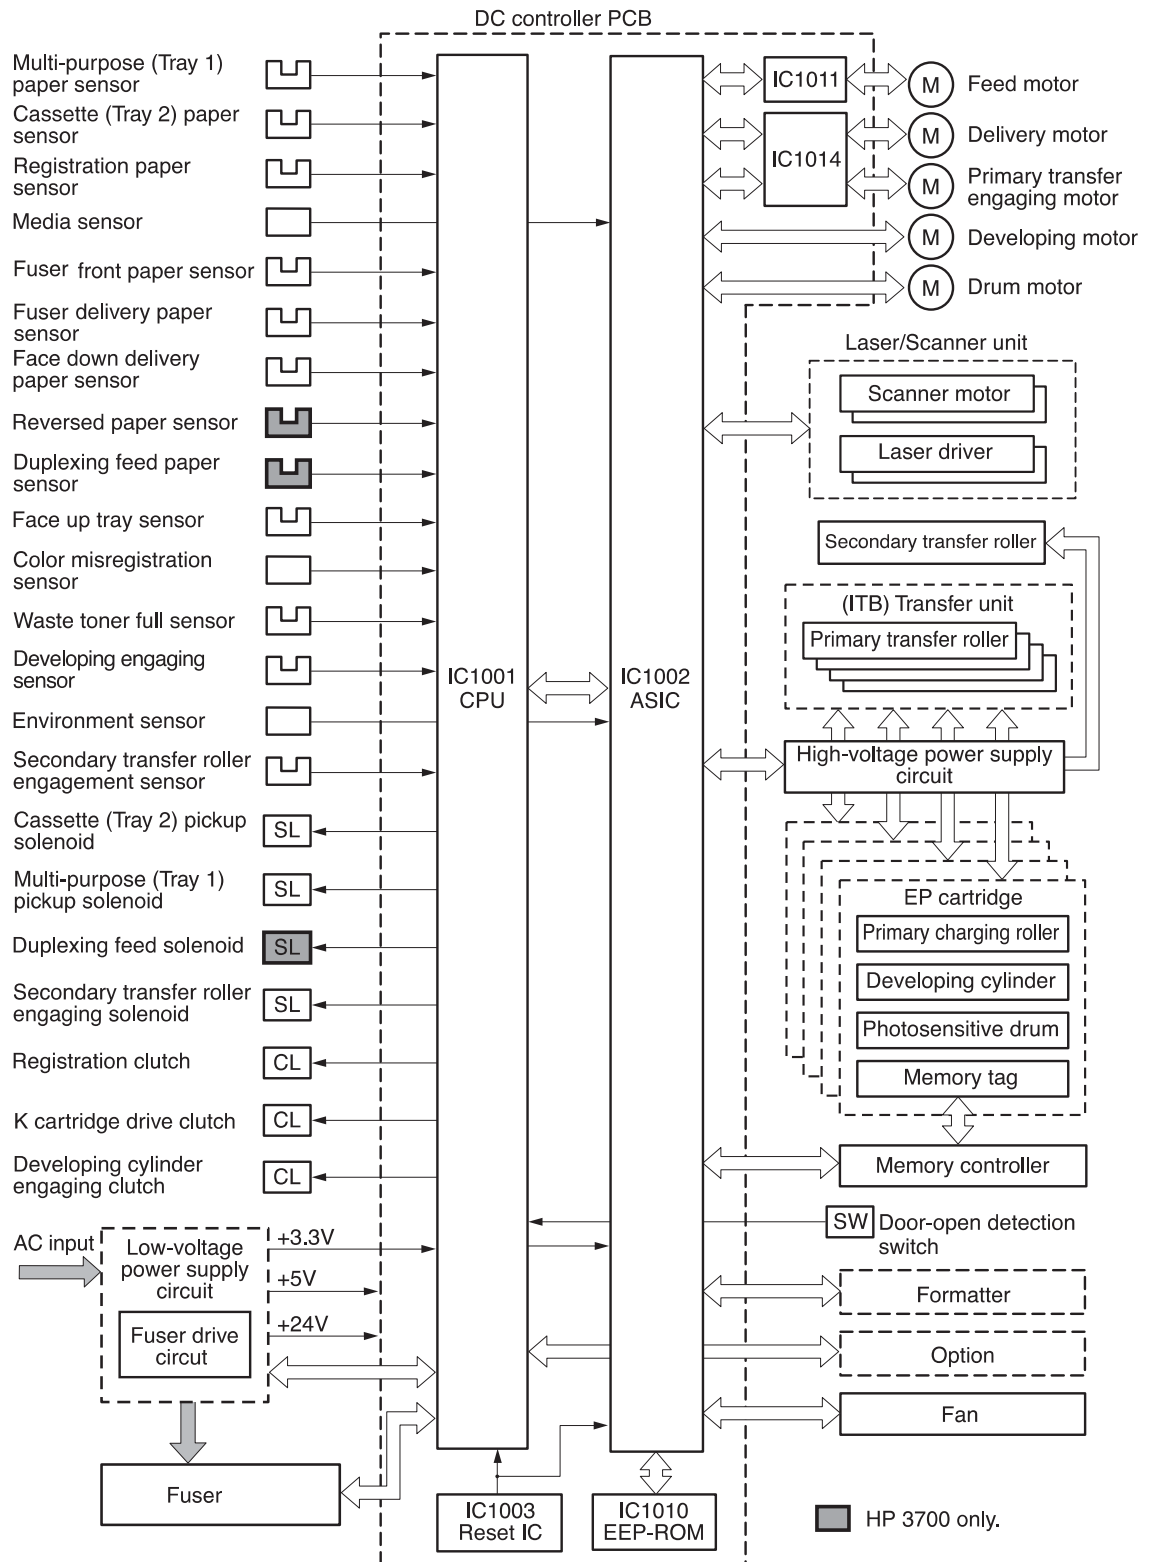 DC controller PCB
Multi-purpose (Tray 1)
paper sensor
Cassette (Tray 2) paper
sensor
Registration paper
sensor
Media sensor
Fuser front paper sensor
Fuser delivery paper
sensor
Face down delivery
paper sensor
Reversed paper sensor
Duplexing feed paper
sensor
Face up tray sensor
Color misregistration
sensor
Waste toner full sensor
Developing engaging
sensor
Environment sensor
Secondary transfer roller
engagement sensor
Cassette (Tray 2) pickup
solenoid
SL
Multi-purpose (Tray 1)
pickup solenoid
SL
Duplexing feed solenoid
SL
Secondary transfer roller
engaging solenoid
SL
Registration clutch
CL
K cartridge drive clutch
CL
Developing cylinder
engaging clutch
CL
AC input
Low-voltage
power supply
circuit
Fuser drive
circut
+3.3V
+5V
+24V
Fuser
IC1001
CPU
IC1002
ASIC
IC1003
Reset IC
IC1010
EEP-ROM
IC1011
IC1014
M
Feed motor
M
Delivery motor
M
Primary transfer
engaging motor
M
Developing motor
M
Drum motor
Laser/Scanner unit
Scanner motor
Laser driver
Secondary transfer roller
(ITB) Transfer unit
Primary transfer roller
High-voltage power supply
circuit
EP cartridge
Primary charging roller
Developing cylinder
Photosensitive drum
Memory tag
Memory controller
SW
Door-open detection
switch
Formatter
Option
Fan
HP 3700 only.